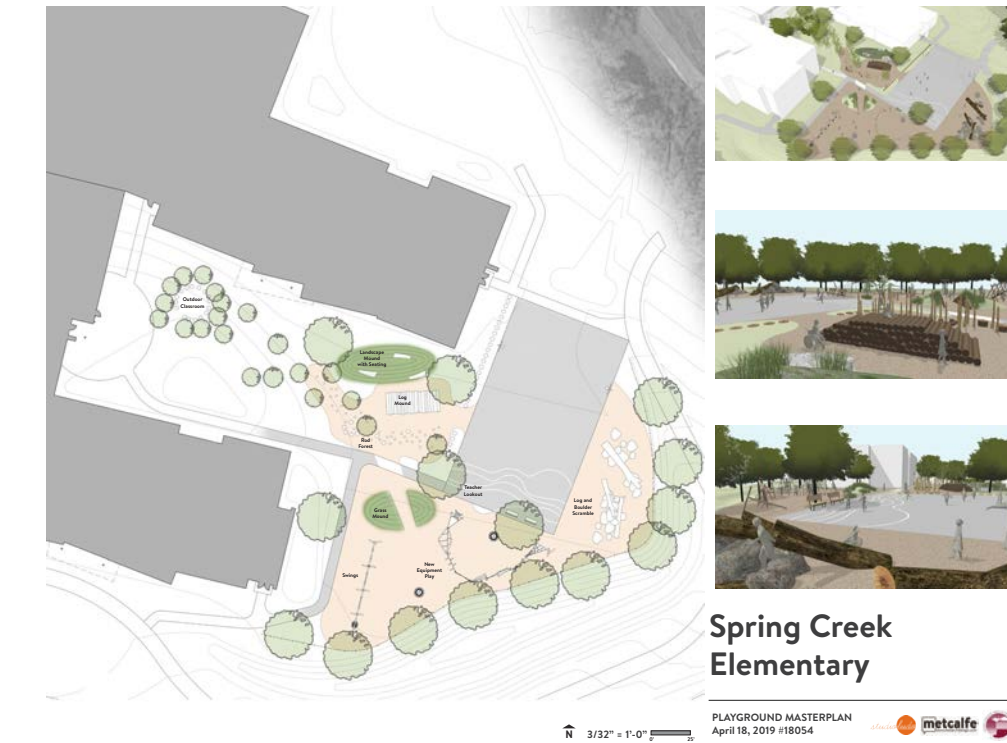 Outdoor
Classroom
Landscape
Mound
with Seating
Log
Mound
Rod
Forest
Teacher
Lookout
Grass
Mound
Log and
Boulder
Scramble
New
Equipment
Play
Swings
Spring Creek
Elementary
PLAYGROUND MASTERPLAN
April 18, 2019 #18054
metcalfe
N 3/32" = 1'-0"
0' 25'